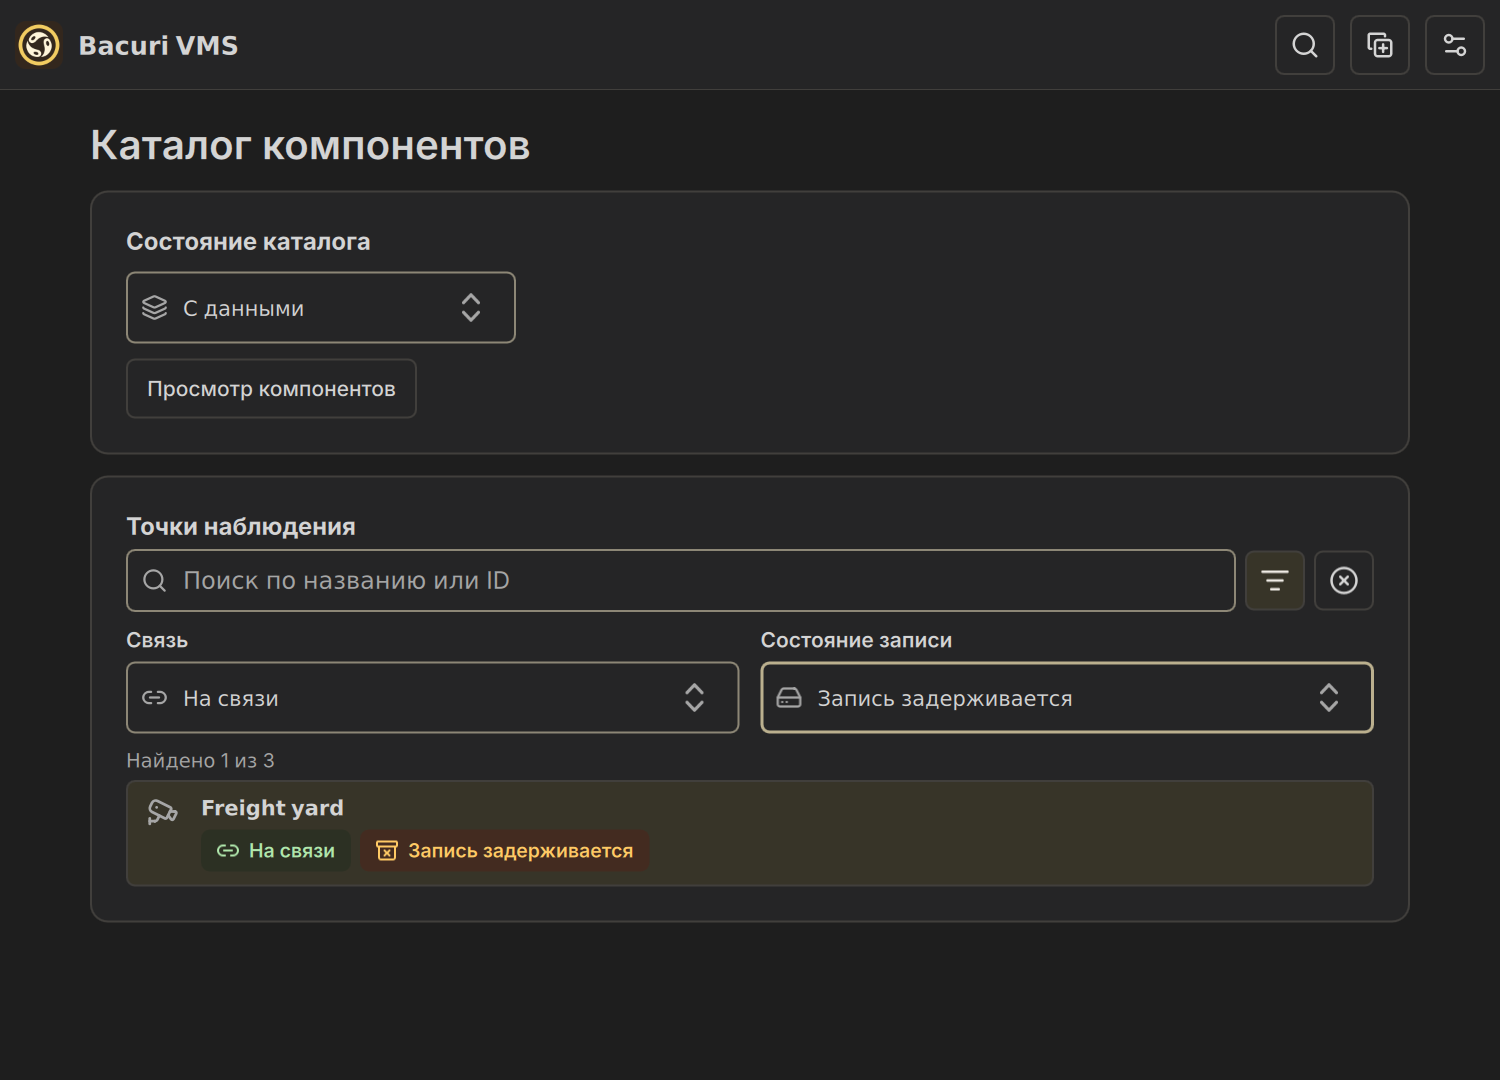 Bacuri VMS
Каталог компонентов
Состояние каталога
С данными
Просмотр компонентов
Точки наблюдения
Поиск по названию или ID
Связь
Состояние записи
На связи
Запись задерживается
Найдено 1 из 3
Freight yard
На связи
Запись задерживается